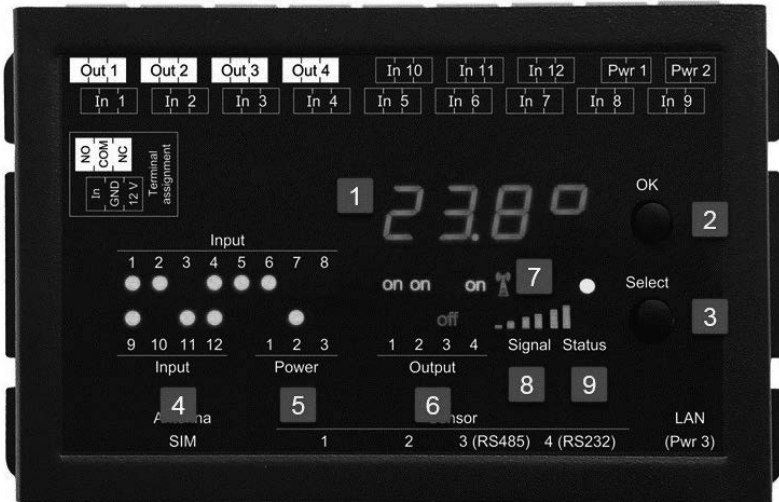 Out 1 Out 2 Out 3 Out 4 In 10 In 11 In 12 Pwr 1 Pwr 2
In 1 In 2 In 3 In 4 In 5 In 6 In 7 In 8 In 9
NO COM NC
In GND 12 V
Terminal assignment
1 23.8° OK
2
Input
1 2 3 4 5 6 7 8
on on on 7 Select
off 3
9 10 11 12 1 2 3 1 2 3 4 Signal Status
Input Power Output
4 5 6 8 9
LAN
SIM 1 2 3 (RS485) 4 (RS232) (Pwr 3)